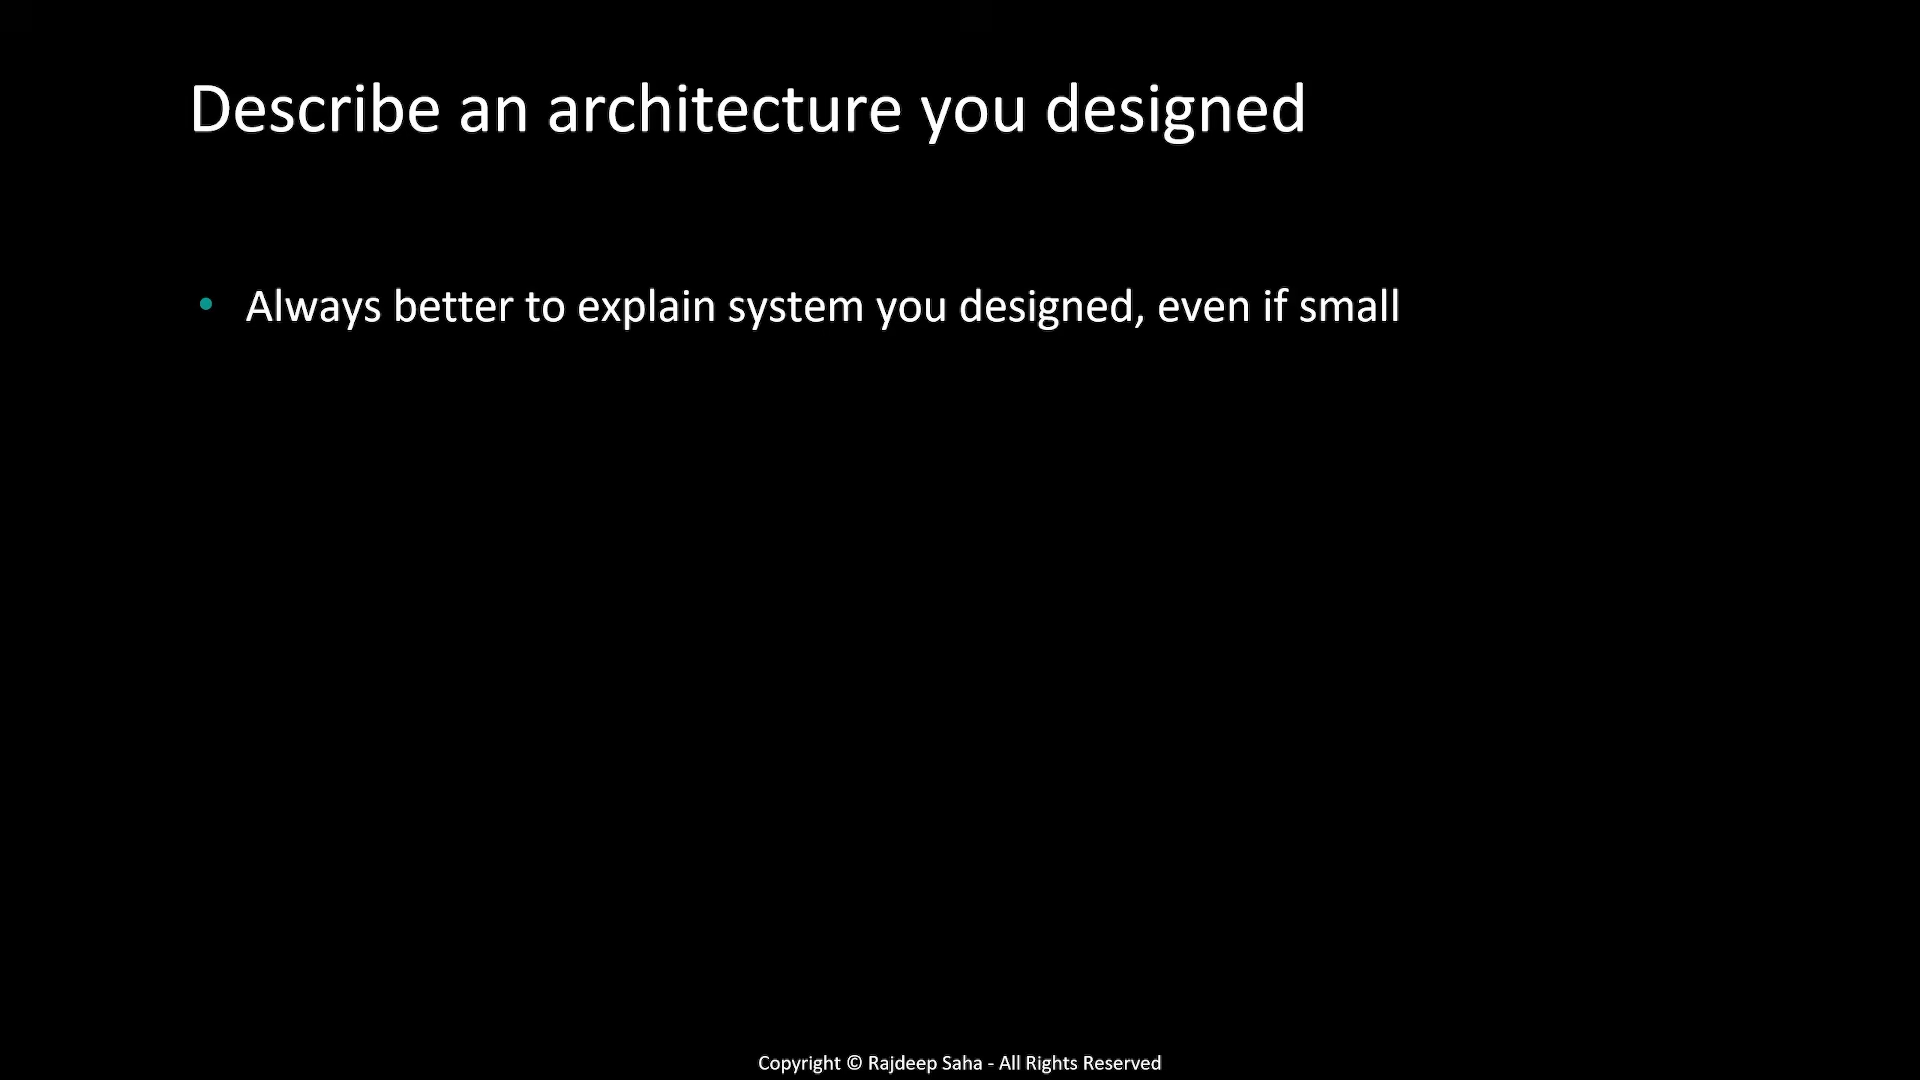 Describe an architecture you designed
• Always better to explain system you designed, even if small
Copyright © Rajdeep Saha - All Rights Reserved